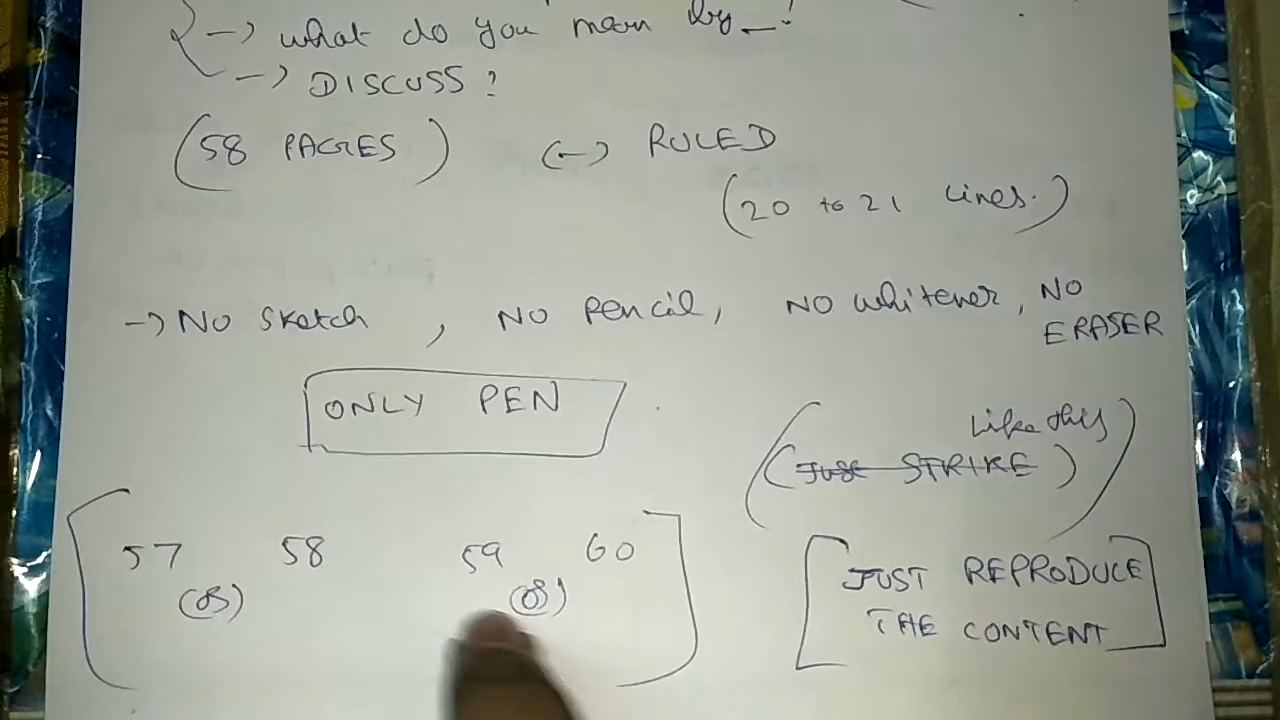 -> what do you mean by_!
-> DISCUSS ?
(58 PAGES) (-) RULED
(20 to 21 Lines.)
-> NO Sketch, NO Pencil, NO whitener, NO
ERASER
ONLY PEN
Like this
(JUST STRIKE)
57 58 59 60
(08) (08)
JUST REPRODUCE
THE CONTENT